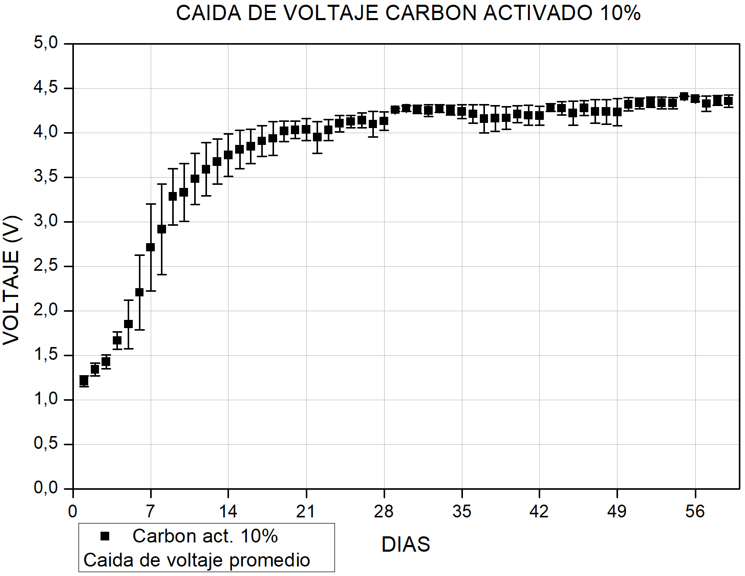 CAIDA DE VOLTAJE CARBON ACTIVADO 10%
5,0
4,5
4,0
3,5
3,0
2,5
2,0
1,5
1,0
0,5
0,0
VOLTAJE (V)
0 7 14 21 28 35 42 49 56
DIAS
Carbon act. 10%
Caida de voltaje promedio